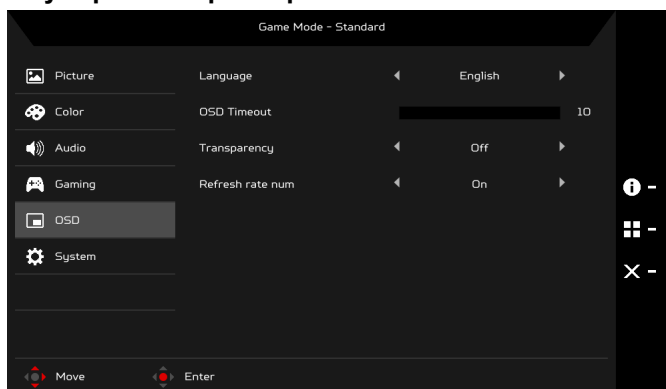 Game Mode - Standard
Picture
Language English
Color
OSD Timeout 10
Audio
Transparency Off
Gaming
Refresh rate num On
OSD
System
Move Enter